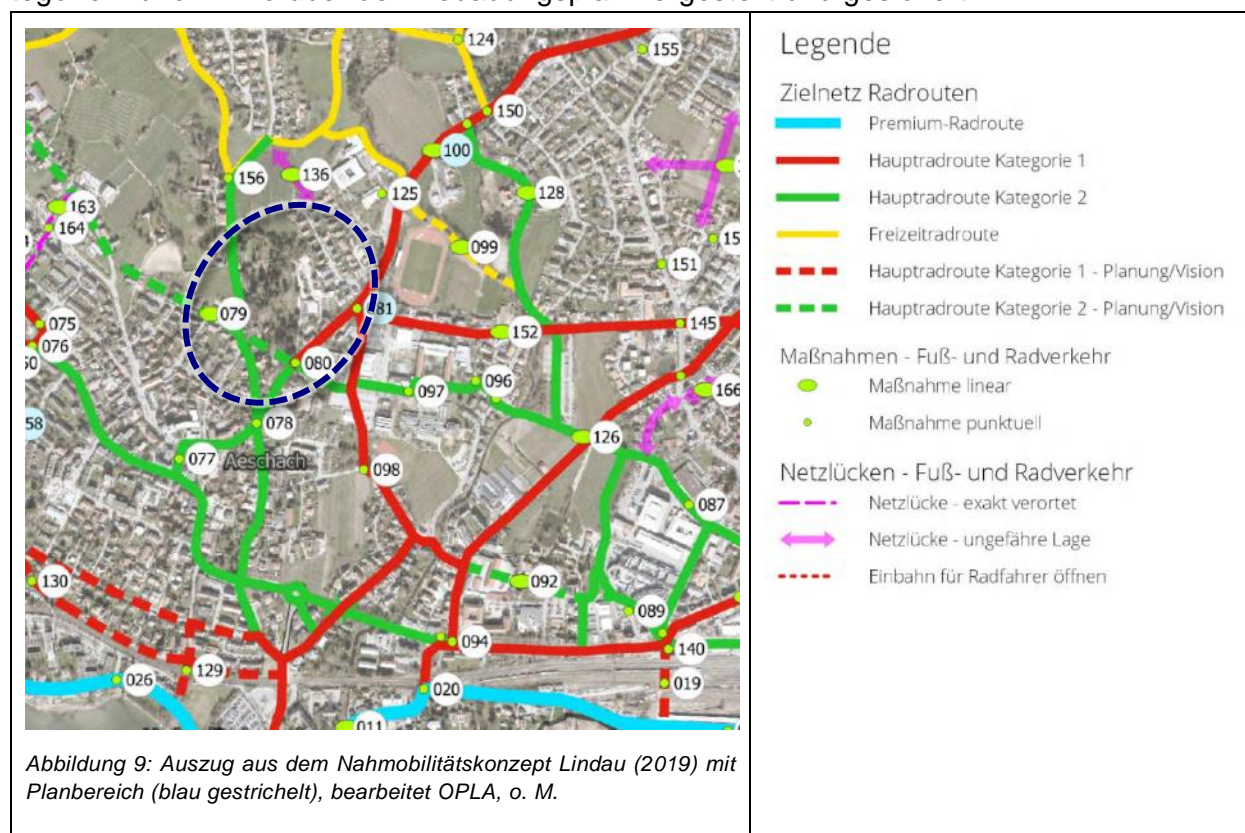 124
155
150
100
156
136
125
128
163
164
099
151
079
081
075
076
152
145
080
096
097
166
078
126
077
Aeschach
098
087
130
092
089
094
140
129
026
020
019
011
Abbildung 9: Auszug aus dem Nahmobilitätskonzept Lindau (2019) mit
Planbereich (blau gestrichelt), bearbeitet OPLA, o. M.
Legende
Zielnetz Radrouten
Premium-Radroute
Hauptradroute Kategorie 1
Hauptradroute Kategorie 2
Freizeitradroute
Hauptradroute Kategorie 1 - Planung/Vision
Hauptradroute Kategorie 2 - Planung/Vision
Maßnahmen - Fuß- und Radverkehr
Maßnahme linear
Maßnahme punktuell
Netzlücken - Fuß- und Radverkehr
Netzlücke - exakt verortet
Netzlücke - ungefähre Lage
Einbahn für Radfahrer öffnen